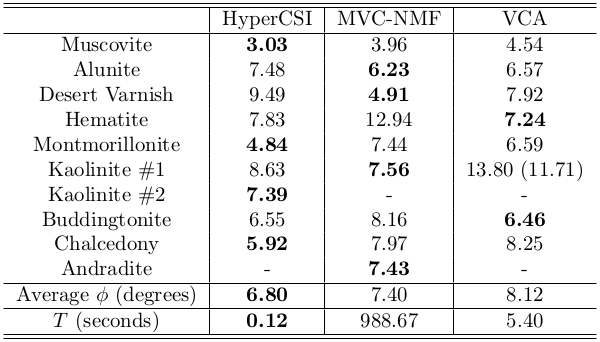 HyperCSI MVC-NMF VCA
Muscovite 3.03 3.96 4.54
Alunite 7.48 6.23 6.57
Desert Varnish 9.49 4.91 7.92
Hematite 7.83 12.94 7.24
Montmorillonite 4.84 7.44 6.59
Kaolinite #1 8.63 7.56 13.80 (11.71)
Kaolinite #2 7.39 - -
Buddingtonite 6.55 8.16 6.46
Chalcedony 5.92 7.97 8.25
Andradite - 7.43 -
Average ϕ (degrees) 6.80 7.40 8.12
T (seconds) 0.12 988.67 5.40